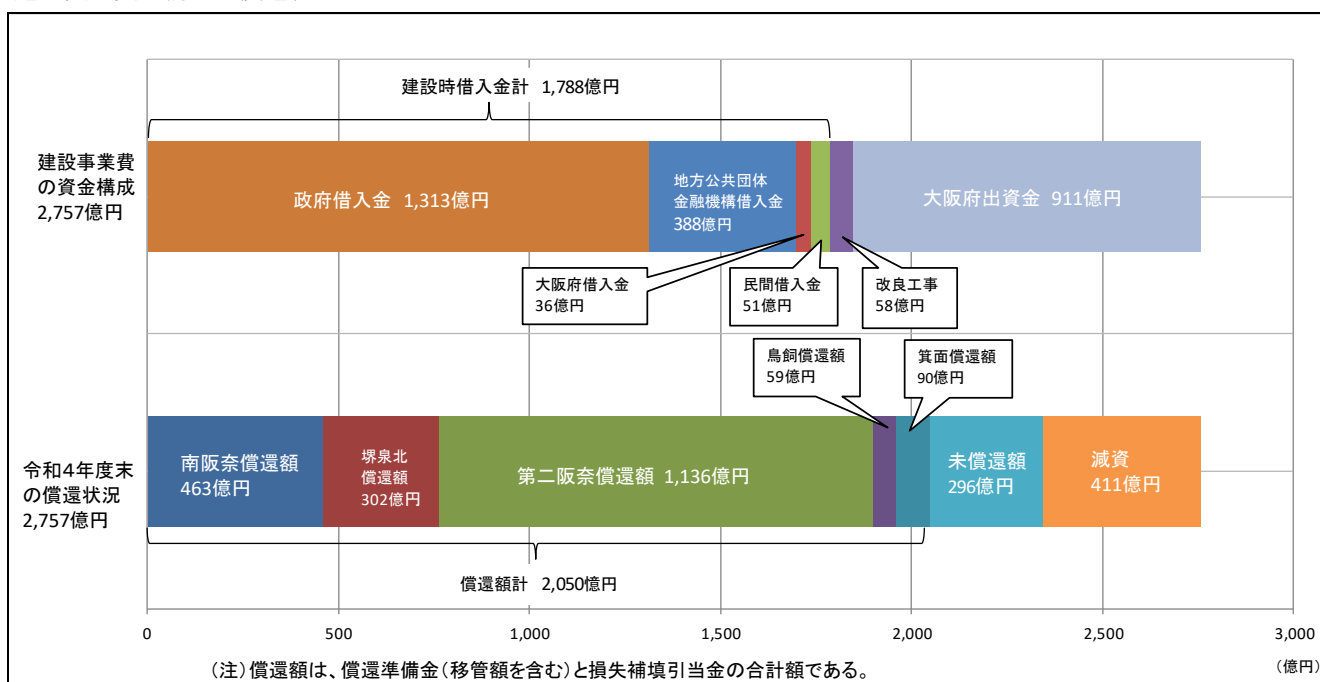 建設時借入金計 1,788億円
建設事業費
の資金構成
2,757億円
政府借入金 1,313億円
地方公共団体
金融機構借入金
388億円
大阪府出資金 911億円
大阪府借入金
36億円
民間借入金
51億円
改良工事
58億円
鳥飼償還額
59億円
箕面償還額
90億円
令和4年度末
の償還状況
2,757億円
南阪奈償還額
463億円
堺泉北
償還額
302億円
第二阪奈償還額 1,136億円
未償還額
296億円
減資
411億円
償還額計 2,050億円
0
500
1,000
1,500
2,000
2,500
3,000
(注)償還額は、償還準備金(移管額を含む)と損失補填引当金の合計額である。
(億円)